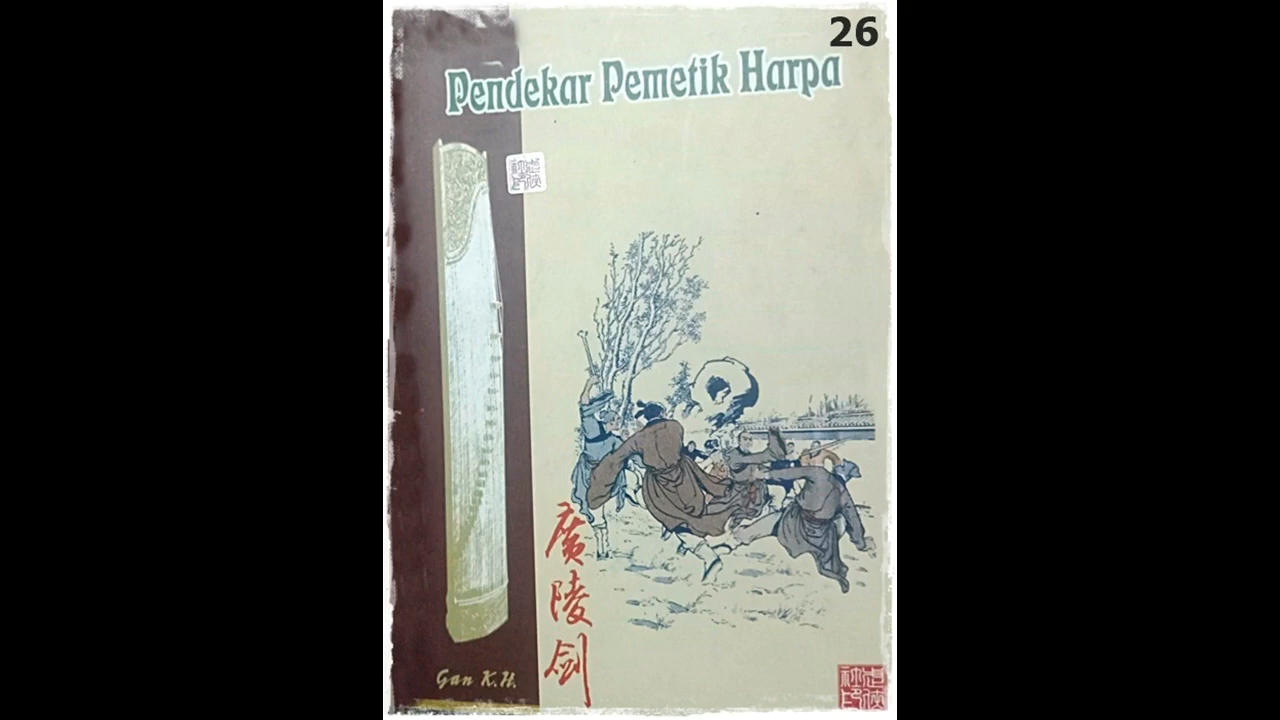 26
Pendekar Pemetik Harpa
廣
陵
劍
Gan K.H.